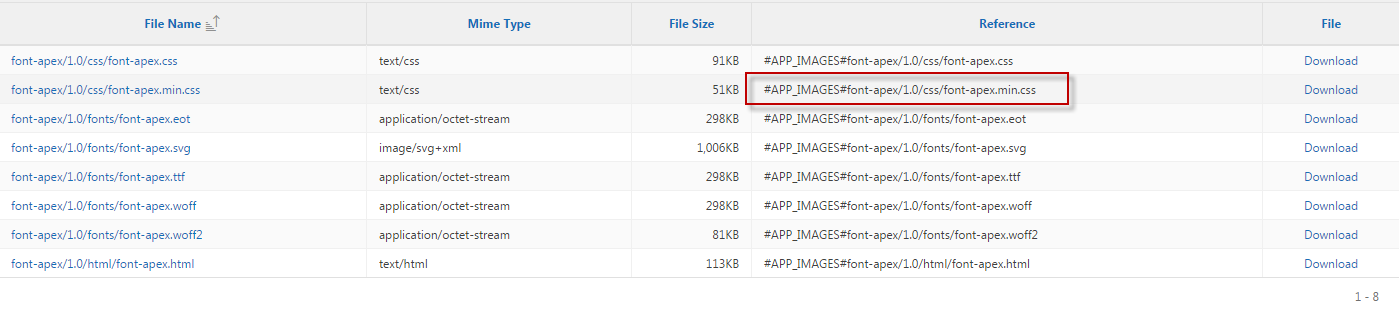 File Name Mime Type File Size Reference File
font-apex/1.0/css/font-apex.css text/css 91KB #APP_IMAGES#font-apex/1.0/css/font-apex.css Download
font-apex/1.0/css/font-apex.min.css text/css 51KB #APP_IMAGES#font-apex/1.0/css/font-apex.min.css Download
font-apex/1.0/fonts/font-apex.eot application/octet-stream 298KB #APP_IMAGES#font-apex/1.0/fonts/font-apex.eot Download
font-apex/1.0/fonts/font-apex.svg image/svg+xml 1,006KB #APP_IMAGES#font-apex/1.0/fonts/font-apex.svg Download
font-apex/1.0/fonts/font-apex.ttf application/octet-stream 298KB #APP_IMAGES#font-apex/1.0/fonts/font-apex.ttf Download
font-apex/1.0/fonts/font-apex.woff application/octet-stream 298KB #APP_IMAGES#font-apex/1.0/fonts/font-apex.woff Download
font-apex/1.0/fonts/font-apex.woff2 application/octet-stream 81KB #APP_IMAGES#font-apex/1.0/fonts/font-apex.woff2 Download
font-apex/1.0/html/font-apex.html text/html 113KB #APP_IMAGES#font-apex/1.0/html/font-apex.html Download
1 - 8